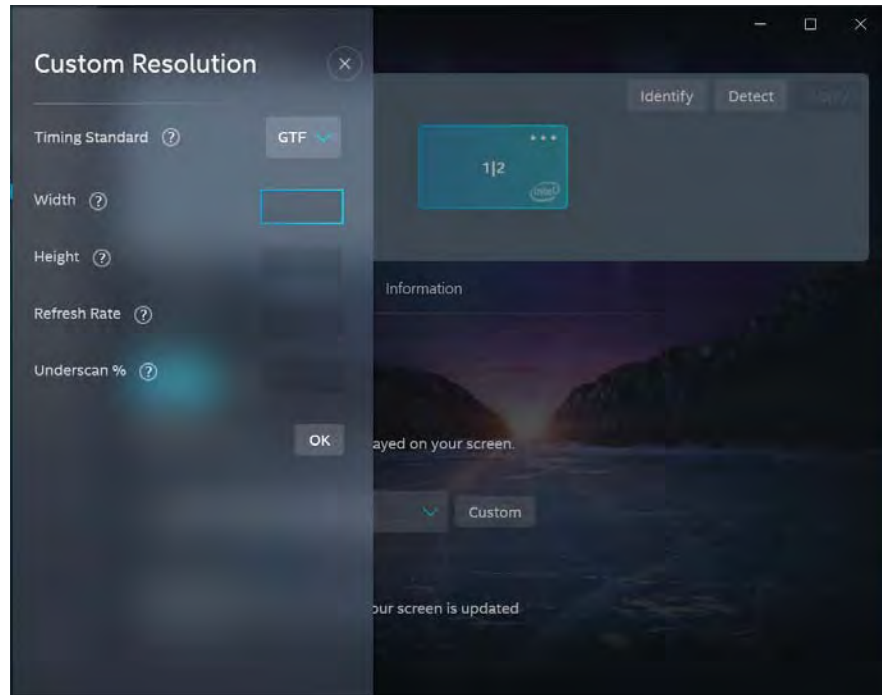 Custom Resolution
Identify Detect Apply
Timing Standard ? GTF
1|2
intel
Width ?
Height ?
Information
Refresh Rate ?
Underscan % ?
OK
ayed on your screen.
Custom
our screen is updated